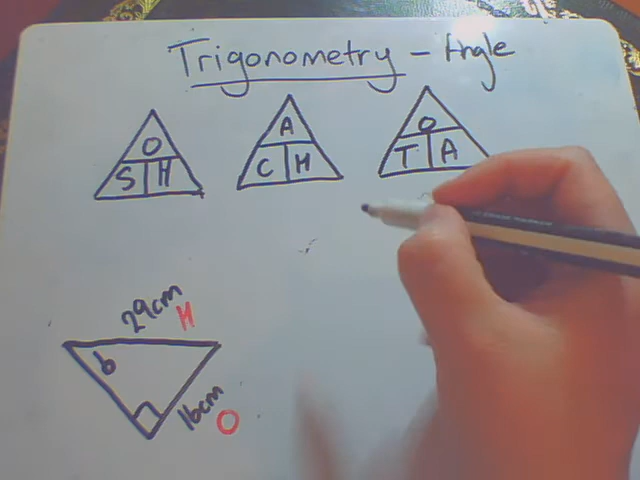 Trigonometry - Angle
O A O
S H C H T A
29cm H
b
16cm O